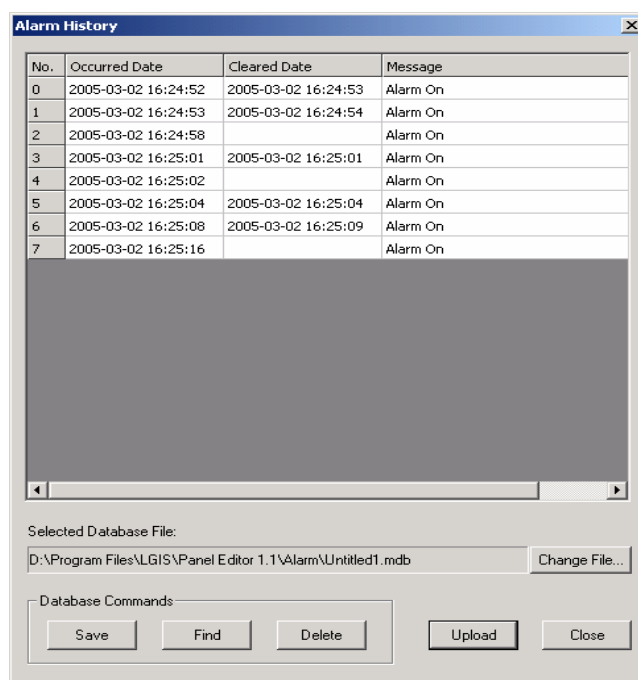 Alarm History
No. Occurred Date Cleared Date Message
0 2005-03-02 16:24:52 2005-03-02 16:24:53 Alarm On
1 2005-03-02 16:24:53 2005-03-02 16:24:54 Alarm On
2 2005-03-02 16:24:58 Alarm On
3 2005-03-02 16:25:01 2005-03-02 16:25:01 Alarm On
4 2005-03-02 16:25:02 Alarm On
5 2005-03-02 16:25:04 2005-03-02 16:25:04 Alarm On
6 2005-03-02 16:25:08 2005-03-02 16:25:09 Alarm On
7 2005-03-02 16:25:16 Alarm On
Selected Database File:
D:\Program Files\LGIS\Panel Editor 1.1\Alarm\Untitled1.mdb Change File...
Database Commands
Save Find Delete Upload Close